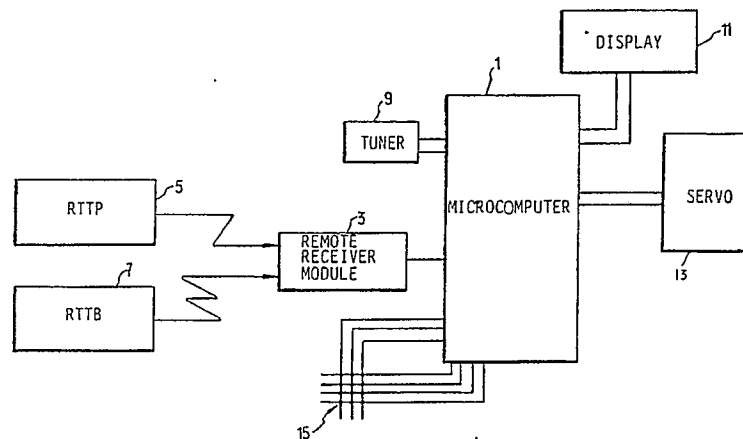 DISPLAY
11
1
9
TUNER
MICROCOMPUTER
SERVO
13
5
RTTP
3
REMOTE
RECEIVER
MODULE
7
RTTB
15